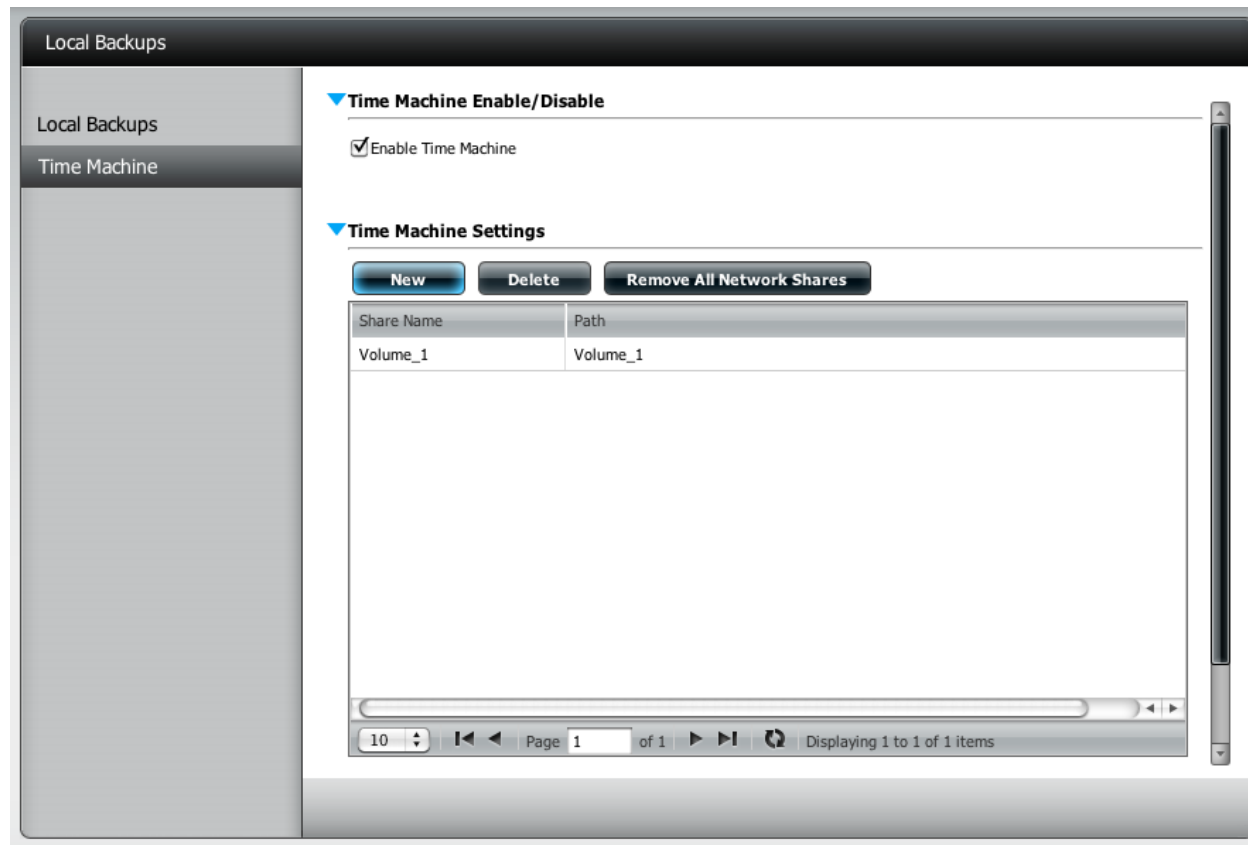 Local Backups
Local Backups
Time Machine
Time Machine Enable/Disable
Enable Time Machine
Time Machine Settings
New Delete Remove All Network Shares
Share Name Path
Volume_1 Volume_1
10 Page 1 of 1 Displaying 1 to 1 of 1 items